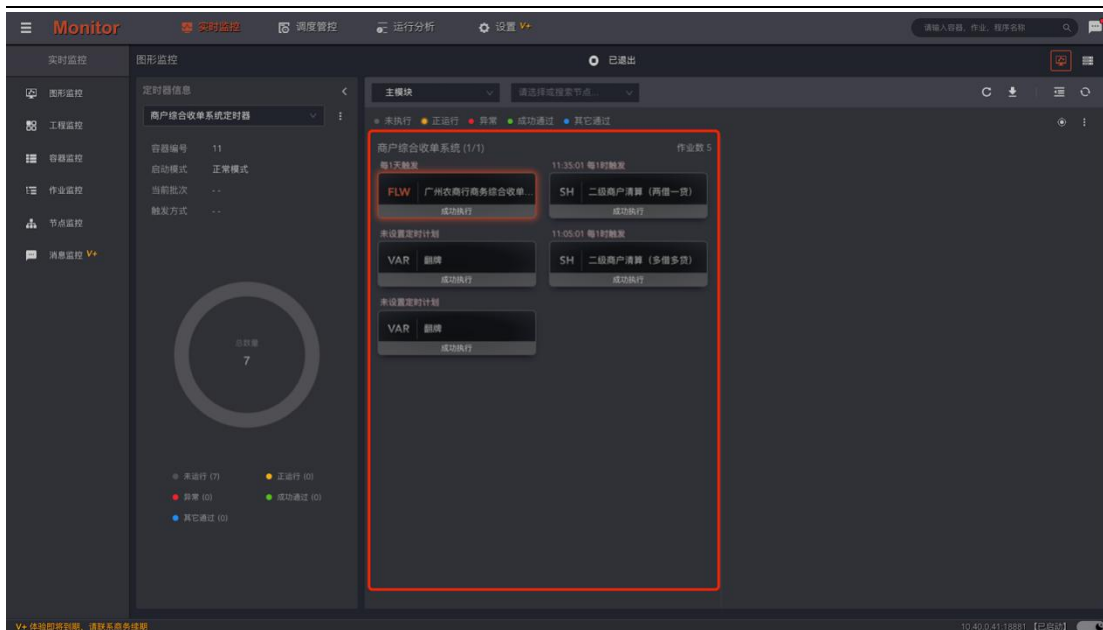 Monitor 实时监控 调度管控 运行分析 设置 V+ 请输入容器, 作业, 程序名称
实时监控 图形监控 已退出
图形监控
工程监控
容器监控
作业监控
节点监控
消息监控 V+
定时器信息
商户综合收单系统定时器
容器编号 11
启动模式 正常模式
当前批次 --
触发方式 --
总数量
7
未运行 (7) 正运行 (0)
异常 (0) 成功通过 (0)
其它通过 (0)
主模块 请选择或搜索节点...
未执行 正运行 异常 成功通过 其它通过
商户综合收单系统 (1/1) 作业数 5
每1天触发 11:35:01 每1时触发
FLW 广州农商行商务综合收单... SH 二级商户清算（两借一贷）
成功执行 成功执行
未设置定时计划 11:05:01 每1时触发
VAR 翻牌 SH 二级商户清算（多借多贷）
成功执行 成功执行
未设置定时计划
VAR 翻牌
成功执行
V+ 体验即将到期，请联系商务续期 10.40.0.41:18881 【已启动】